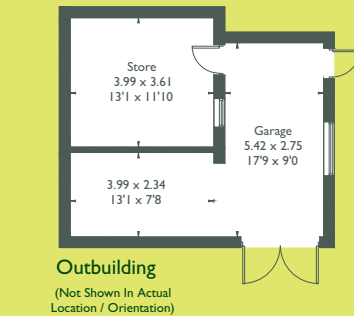 Store
3.99 x 3.61
13'1 x 11'10
Garage
5.42 x 2.75
17'9 x 9'0
3.99 x 2.34
13'1 x 7'8
Outbuilding
(Not Shown In Actual
Location / Orientation)